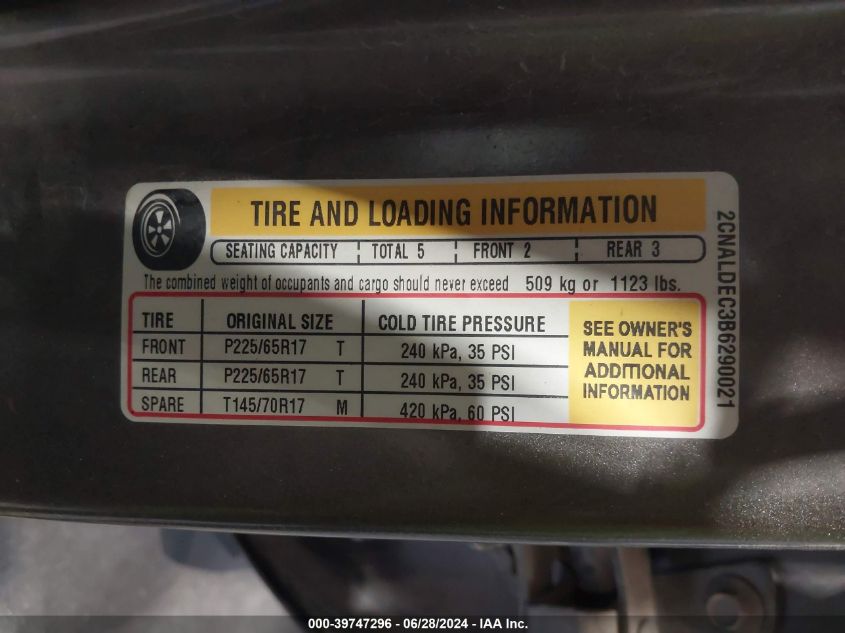 TIRE AND LOADING INFORMATION
SEATING CAPACITY TOTAL 5 FRONT 2 REAR 3
The combined weight of occupants and cargo should never exceed 509 kg or 1123 lbs.
TIRE ORIGINAL SIZE COLD TIRE PRESSURE
FRONT P225/65R17 T 240 kPa, 35 PSI
REAR P225/65R17 T 240 kPa, 35 PSI
SPARE T145/70R17 M 420 kPa, 60 PSI
SEE OWNER'S
MANUAL FOR
ADDITIONAL
INFORMATION
2CNALDEC3B6290021
000-39747296 - 06/28/2024 - IAA Inc.